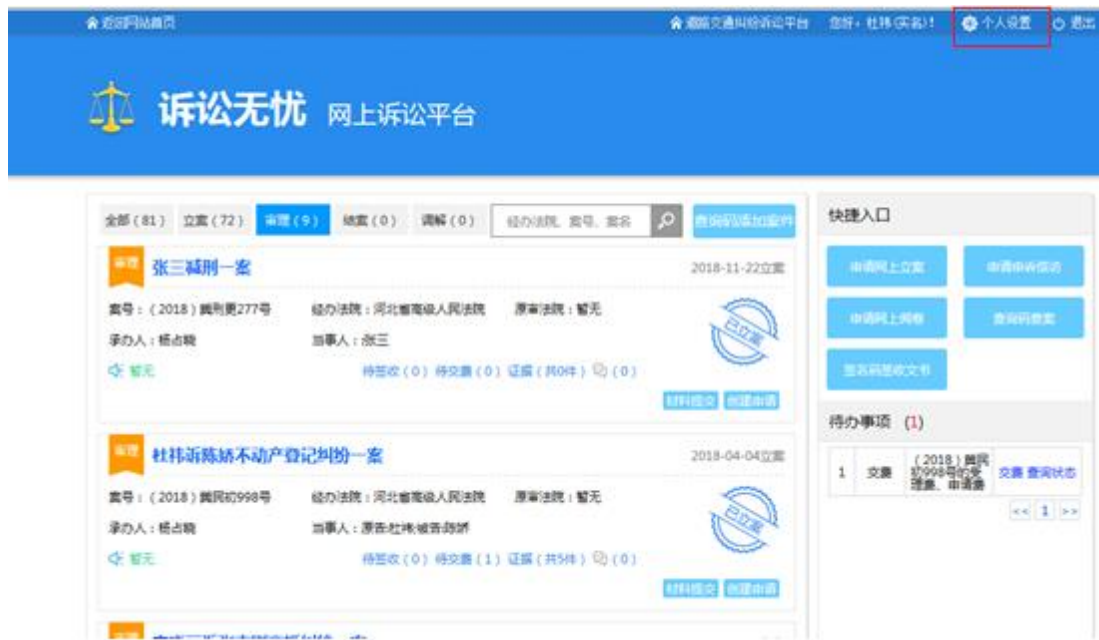 返回网站首页
道路交通纠纷诉讼平台 您好，杜祎(实名)! 个人设置 退出
诉讼无忧 网上诉讼平台
全部(81) 立案(72) 审理(9) 结案(0) 调解(0) 经办法院、案号、案名 查询码添加案件
快捷入口
审理 张三减刑一案 2018-11-22立案
申请网上立案 申请申诉信访
案号：(2018)冀刑更277号 经办法院：河北省高级人民法院 原审法院：暂无
已立案
申请网上阅卷 查询码查案
承办人：杨占晓 当事人：张三
暂无 待签收(0) 待交费(0) 证据(共0件) (0)
签名码签收文书
材料提交 创建申请
待办事项 (1)
审理 杜祎诉陈娇不动产登记纠纷一案 2018-04-04立案
1 交费 (2018)冀民初998号的受理费、申请费 交费 查询状态
案号：(2018)冀民初998号 经办法院：河北省高级人民法院 原审法院：暂无
<< 1 >>
已立案
承办人：杨占晓 当事人：原告:杜祎;被告:陈娇
暂无 待签收(0) 待交费(1) 证据(共5件) (0)
材料提交 创建申请